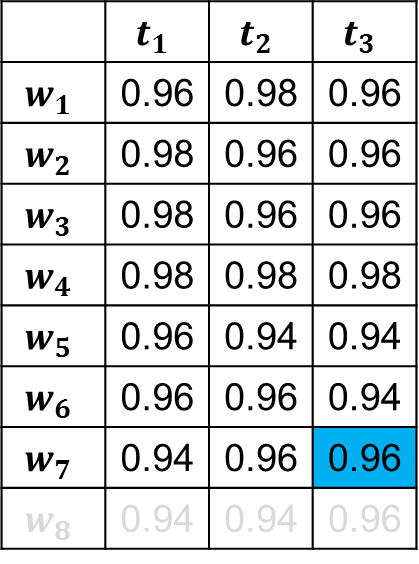 t₁ t₂ t₃
w₁ 0.96 0.98 0.96
w₂ 0.98 0.96 0.96
w₃ 0.98 0.96 0.96
w₄ 0.98 0.98 0.98
w₅ 0.96 0.94 0.94
w₆ 0.96 0.96 0.94
w₇ 0.94 0.96 0.96
w₈ 0.94 0.94 0.96